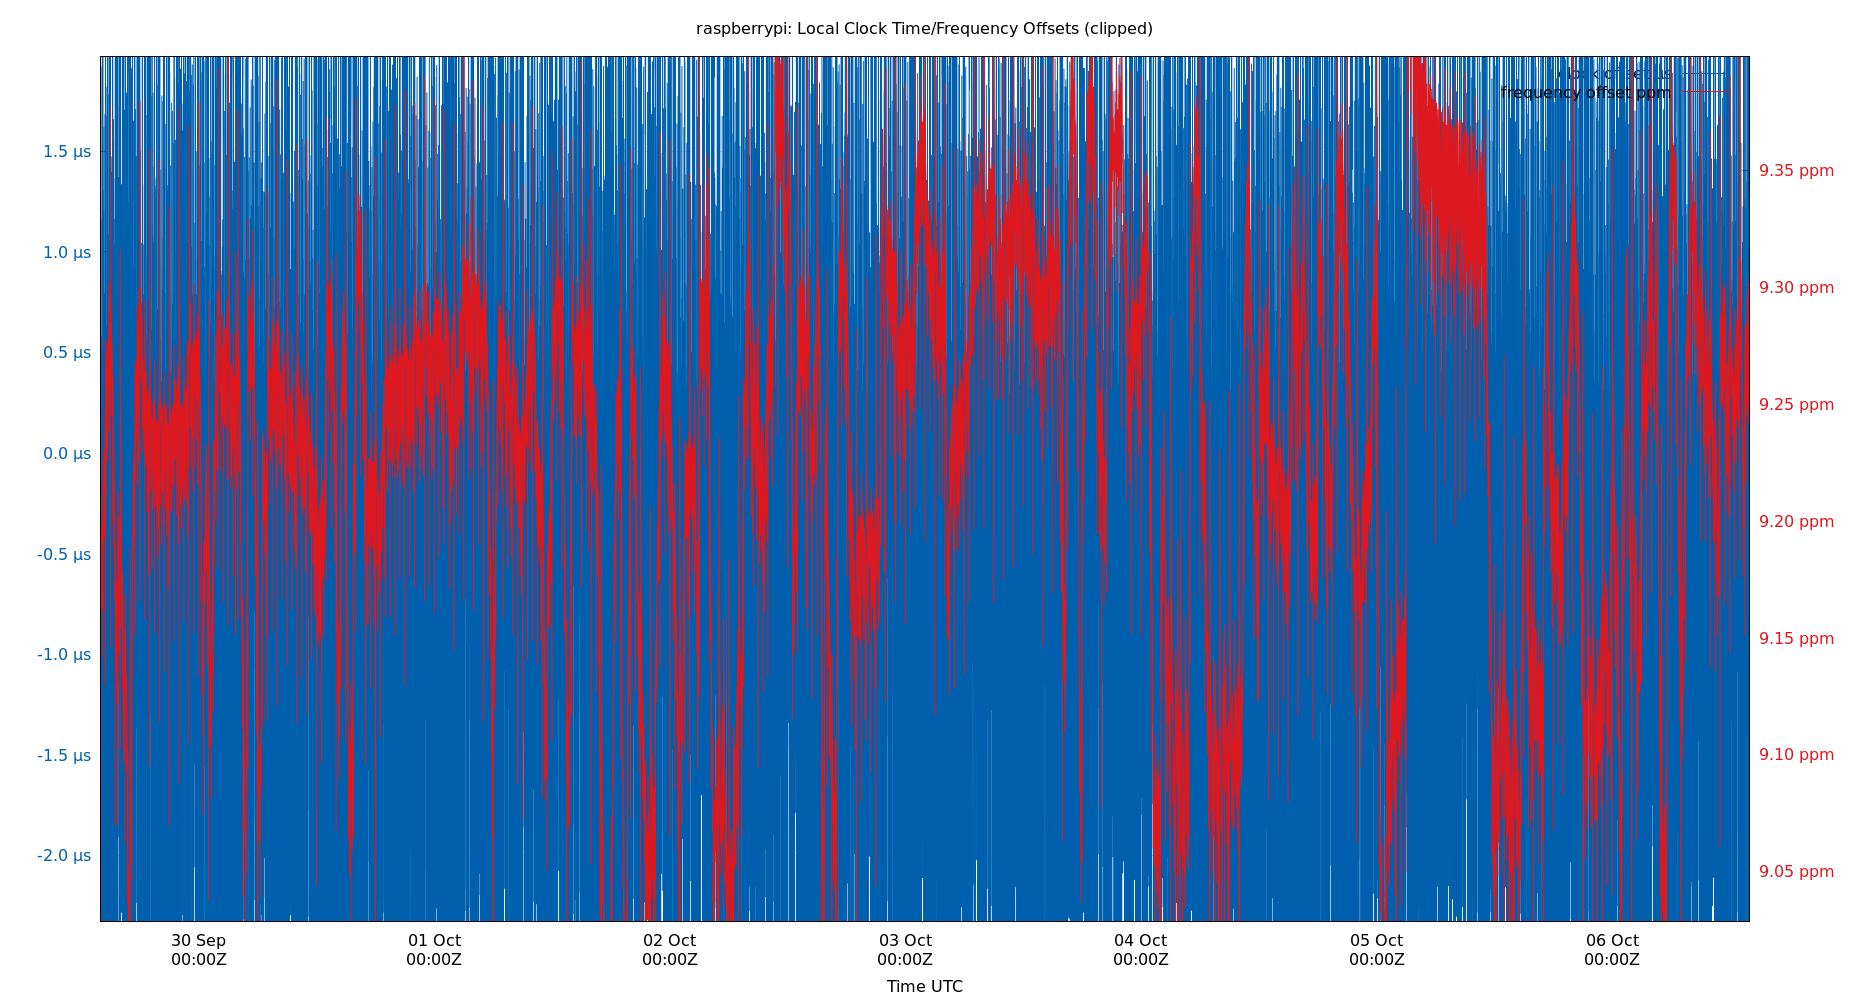 raspberrypi: Local Clock Time/Frequency Offsets (clipped)
clock offset µs
frequency offset ppm
1.5 µs
1.0 µs
0.5 µs
0.0 µs
-0.5 µs
-1.0 µs
-1.5 µs
-2.0 µs
9.35 ppm
9.30 ppm
9.25 ppm
9.20 ppm
9.15 ppm
9.10 ppm
9.05 ppm
30 Sep
00:00Z
01 Oct
00:00Z
02 Oct
00:00Z
03 Oct
00:00Z
04 Oct
00:00Z
05 Oct
00:00Z
06 Oct
00:00Z
Time UTC